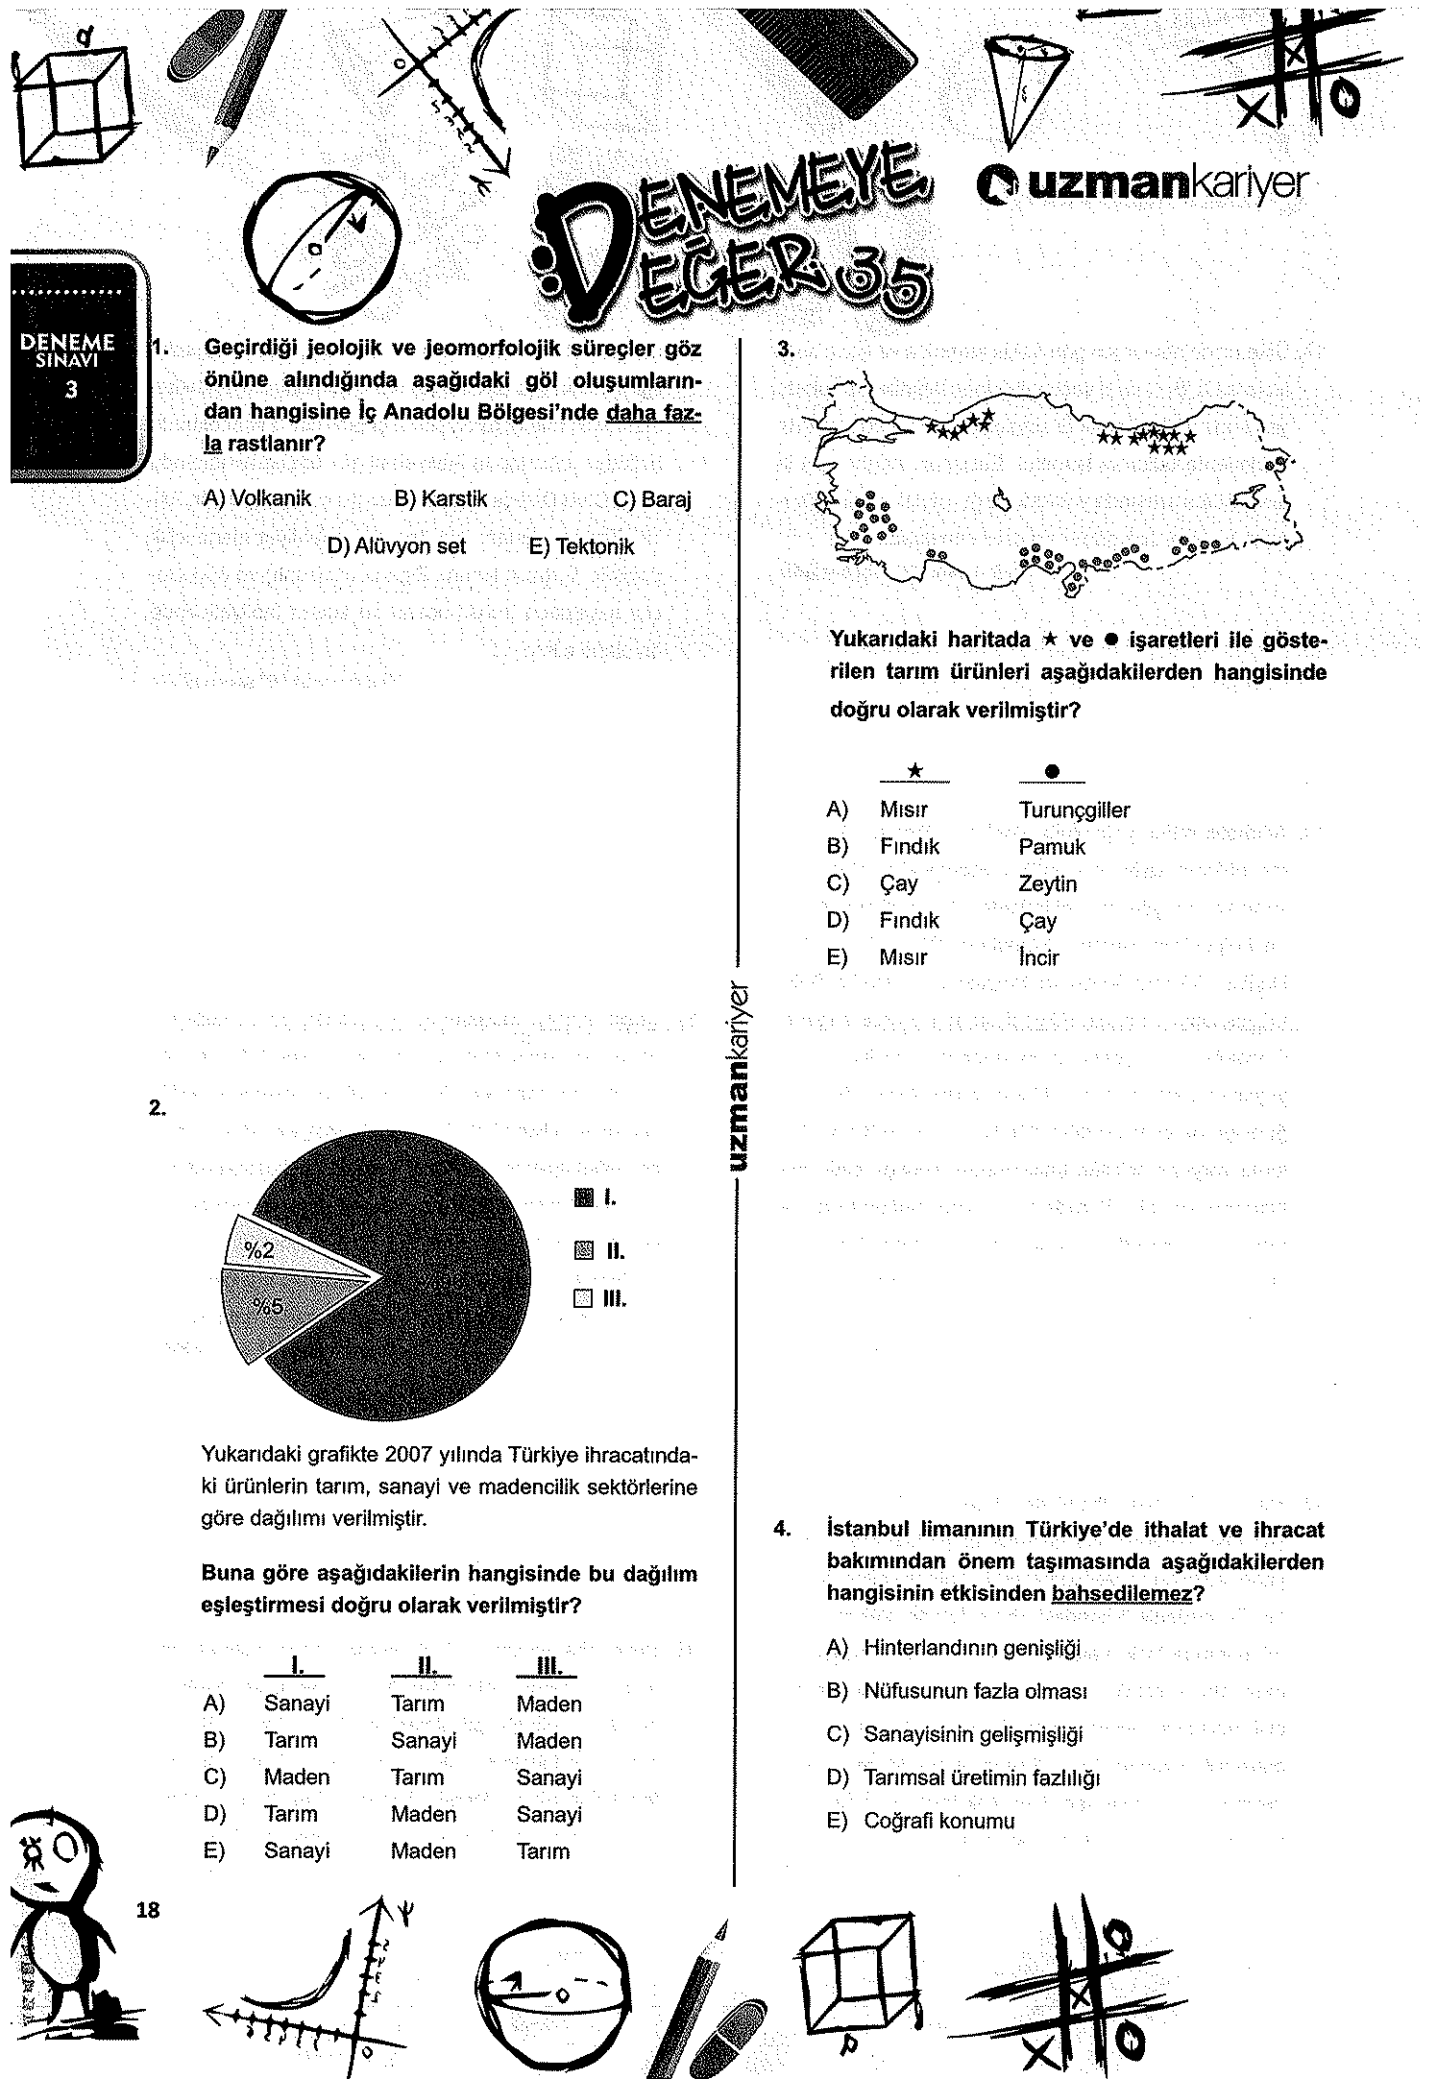 DENEMEYE
DEĞER 35
uzmankariyer
DENEME
SINAVI
3
1. Geçirdiği jeolojik ve jeomorfolojik süreçler göz
önüne alındığında aşağıdaki göl oluşumların-
dan hangisine İç Anadolu Bölgesi'nde daha faz-
la rastlanır?
A) Volkanik B) Karstik C) Baraj
D) Alüvyon set E) Tektonik
2.
%2
%5
I.
II.
III.
Yukarıdaki grafikte 2007 yılında Türkiye ihracatında-
ki ürünlerin tarım, sanayi ve madencilik sektörlerine
göre dağılımı verilmiştir.
Buna göre aşağıdakilerin hangisinde bu dağılım
eşleştirmesi doğru olarak verilmiştir?
I. II. III.
A) Sanayi Tarım Maden
B) Tarım Sanayi Maden
C) Maden Tarım Sanayi
D) Tarım Maden Sanayi
E) Sanayi Maden Tarım
18
uzmankariyer
3.
Yukarıdaki haritada ★ ve ● işaretleri ile göste-
rilen tarım ürünleri aşağıdakilerden hangisinde
doğru olarak verilmiştir?
★ ●
A) Mısır Turunçgiller
B) Fındık Pamuk
C) Çay Zeytin
D) Fındık Çay
E) Mısır İncir
4. İstanbul limanının Türkiye'de ithalat ve ihracat
bakımından önem taşımasında aşağıdakilerden
hangisinin etkisinden bahsedilemez?
A) Hinterlandının genişliği
B) Nüfusunun fazla olması
C) Sanayisinin gelişmişliği
D) Tarımsal üretimin fazlılığı
E) Coğrafi konumu